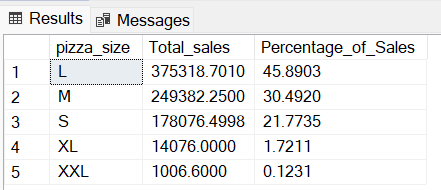 Results Messages
pizza_size Total_sales Percentage_of_Sales
1 L 375318.7010 45.8903
2 M 249382.2500 30.4920
3 S 178076.4998 21.7735
4 XL 14076.0000 1.7211
5 XXL 1006.6000 0.1231